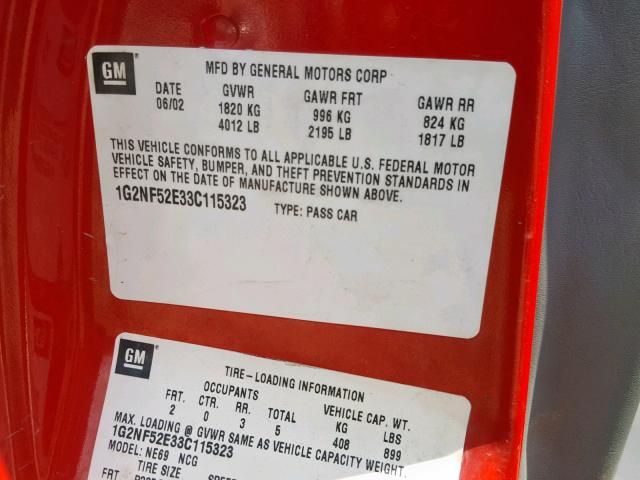 GM
MFD BY GENERAL MOTORS CORP
DATE GVWR GAWR FRT GAWR RR
06/02 1820 KG 996 KG 824 KG
4012 LB 2195 LB 1817 LB
THIS VEHICLE CONFORMS TO ALL APPLICABLE U.S. FEDERAL MOTOR
VEHICLE SAFETY, BUMPER, AND THEFT PREVENTION STANDARDS IN
EFFECT ON THE DATE OF MANUFACTURE SHOWN ABOVE.
1G2NF52E33C115323 TYPE: PASS CAR
GM
TIRE-LOADING INFORMATION
OCCUPANTS VEHICLE CAP. WT.
FRT. CTR. RR. TOTAL KG LBS
2 0 3 5 408 899
MAX. LOADING @ GVWR SAME AS VEHICLE CAPACITY WEIGHT.
1G2NF52E33C115323
MODEL: NE69 NCG
TIRE SIZE
FRT